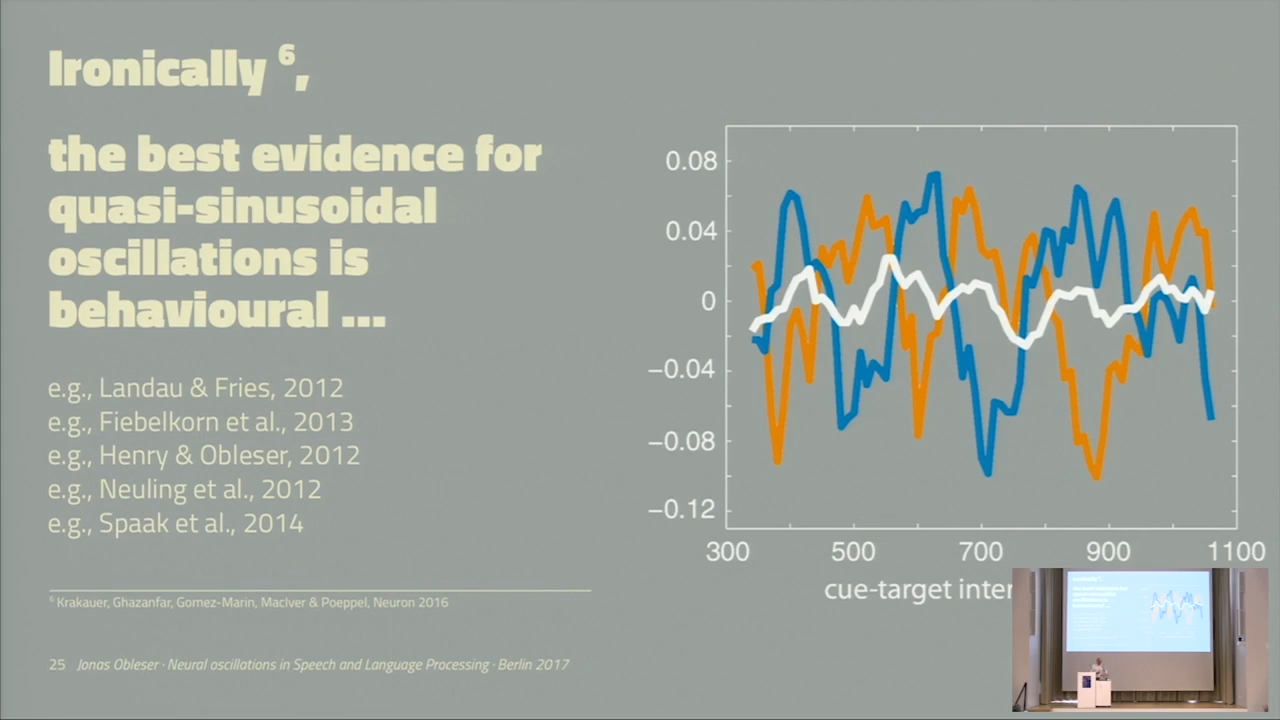 Ironically ⁶,
the best evidence for
quasi-sinusoidal
oscillations is
behavioural ...
e.g., Landau & Fries, 2012
e.g., Fiebelkorn et al., 2013
e.g., Henry & Obleser, 2012
e.g., Neuling et al., 2012
e.g., Spaak et al., 2014
⁶ Krakauer, Ghazanfar, Gomez-Marin, MacIver & Poeppel, Neuron 2016
25 Jonas Obleser · Neural oscillations in Speech and Language Processing · Berlin 2017
0.08
0.04
0
−0.04
−0.08
−0.12
300 500 700 900 1100
cue-target inter